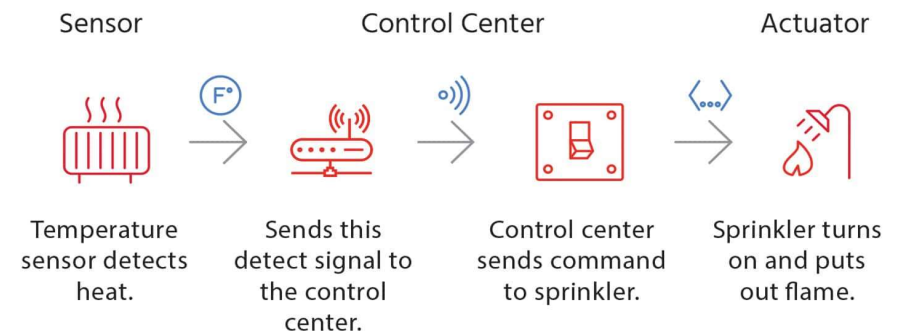 Sensor
Control Center
Actuator
F°
Temperature
sensor detects
heat.
Sends this
detect signal to
the control
center.
Control center
sends command
to sprinkler.
Sprinkler turns
on and puts
out flame.